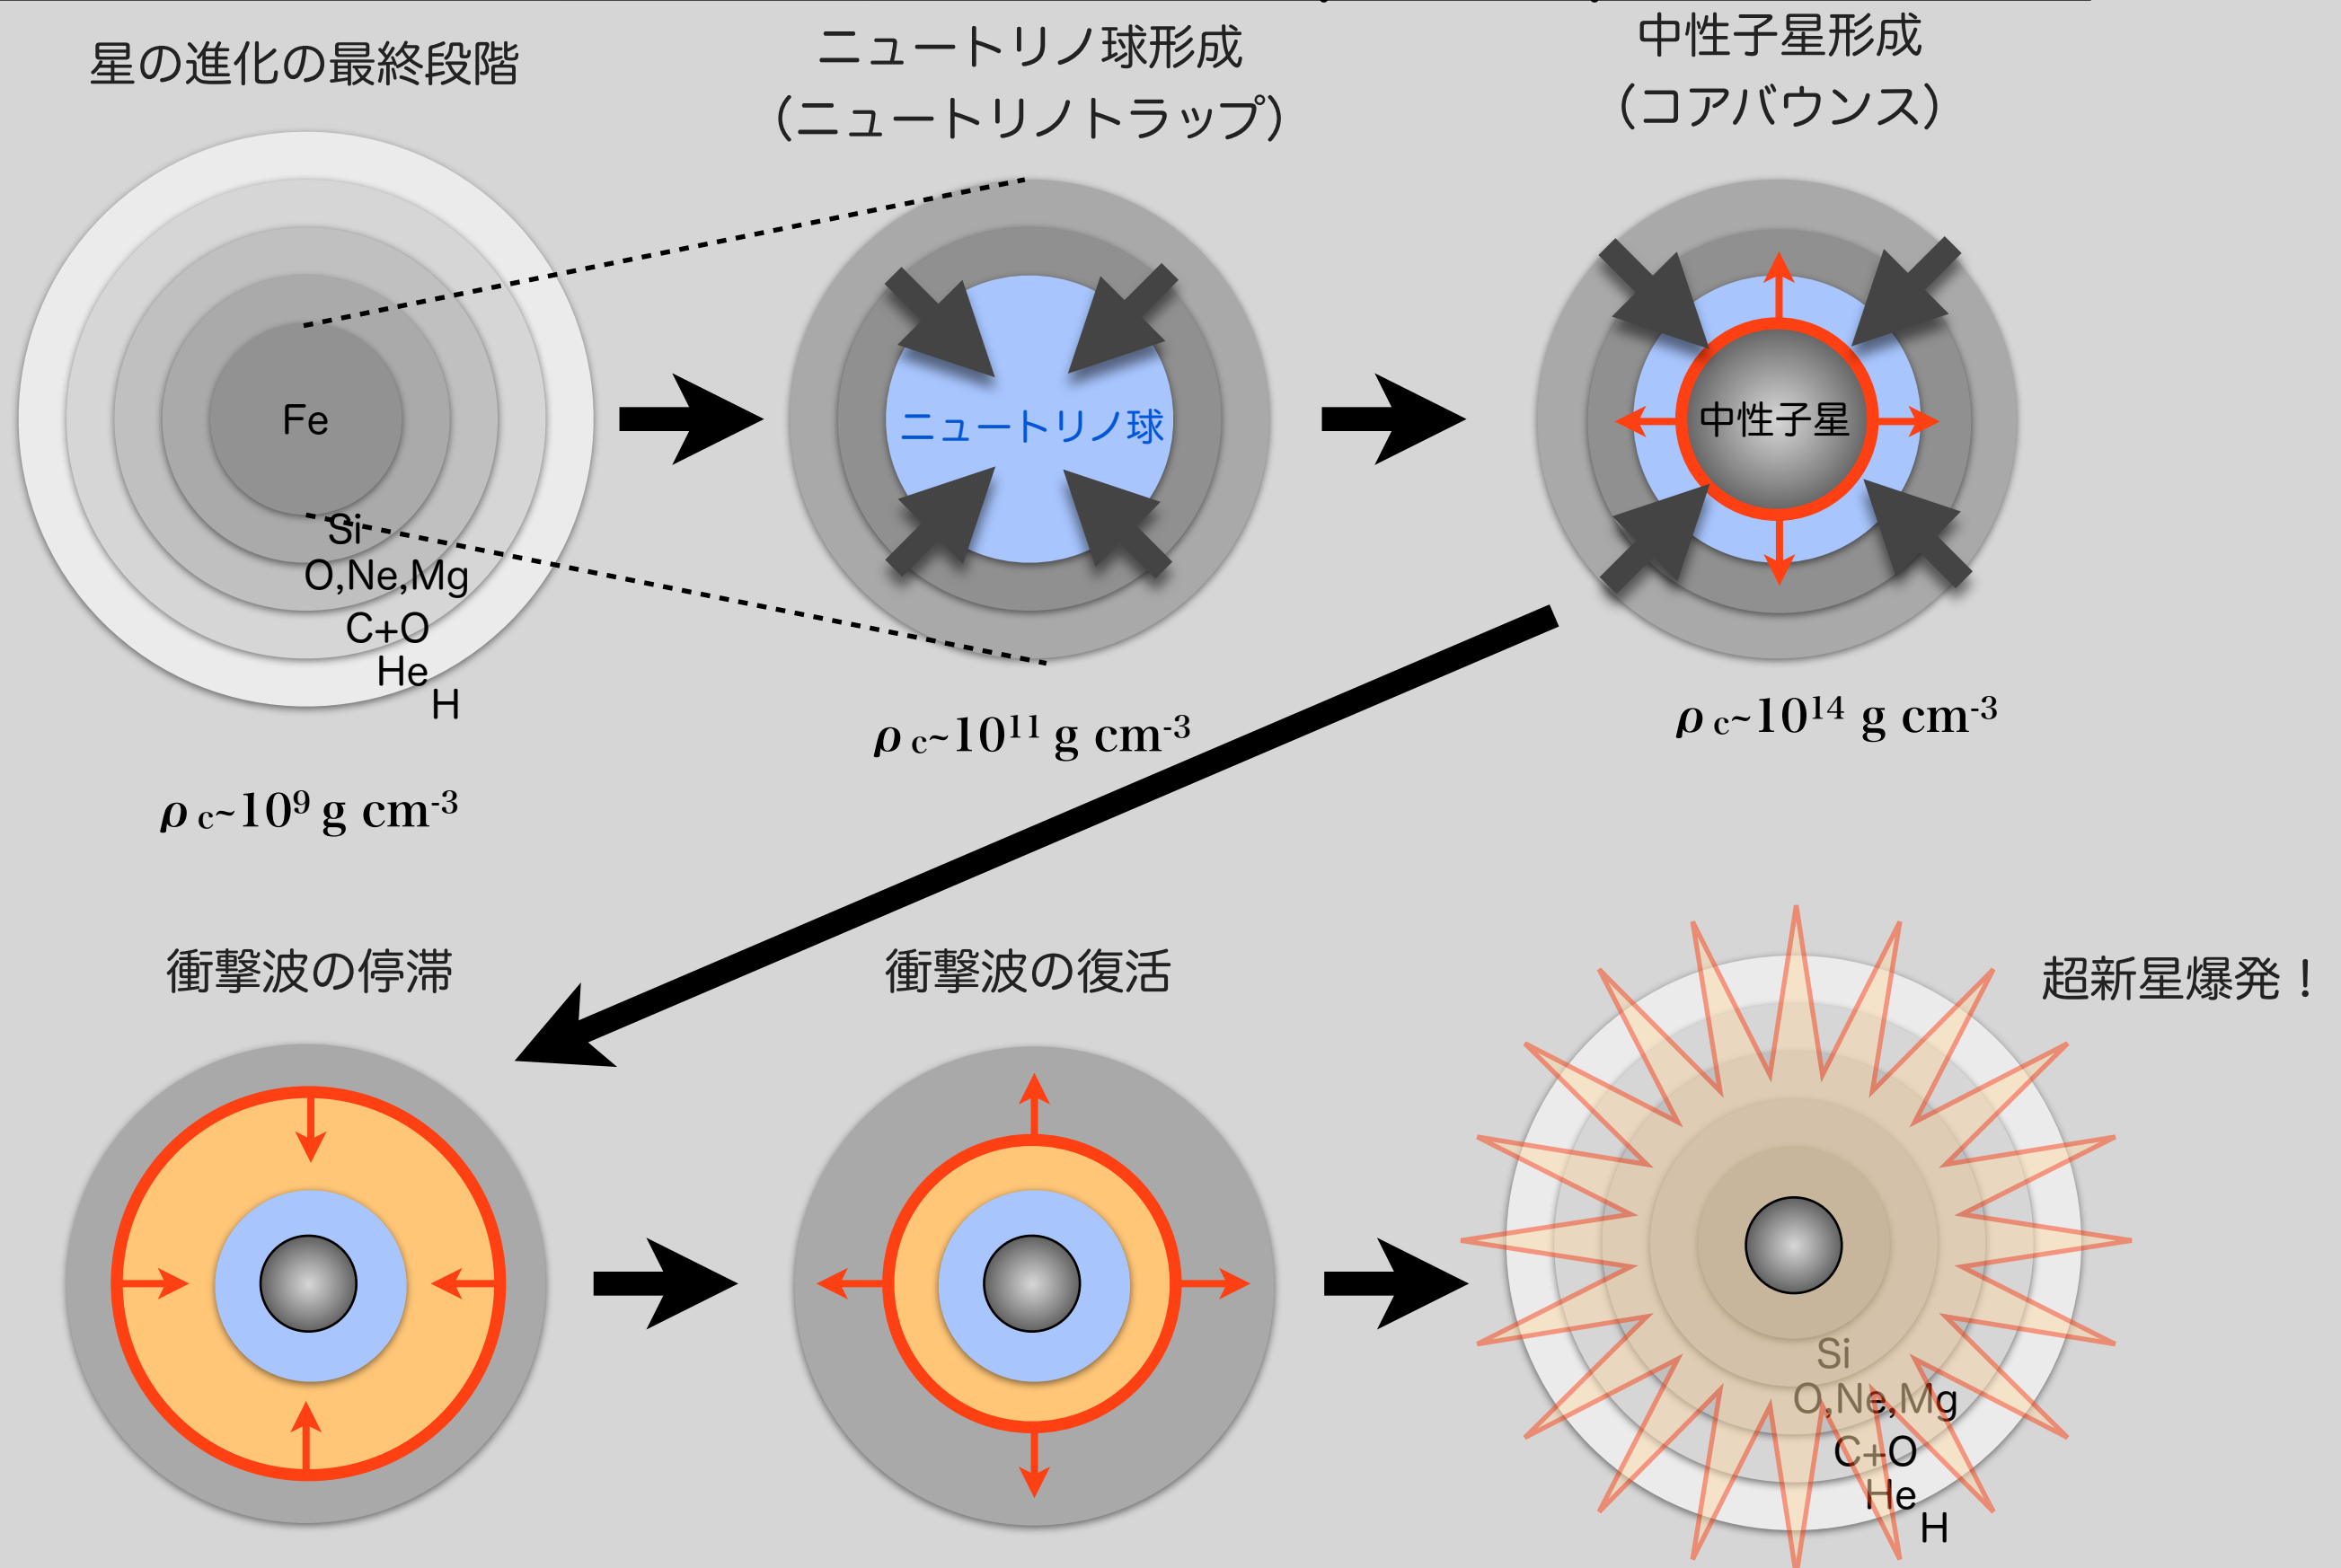 星の進化の最終段階
ニュートリノ球形成
（ニュートリノトラップ）
中性子星形成
（コアバウンス）
Fe
Si
O,Ne,Mg
C+O
He
H
ニュートリノ球
中性子星
ρ c~10⁹ g cm⁻³
ρ c~10¹¹ g cm⁻³
ρ c~10¹⁴ g cm⁻³
衝撃波の停滞
衝撃波の復活
超新星爆発！
Si
O,Ne,Mg
C+O
He
H